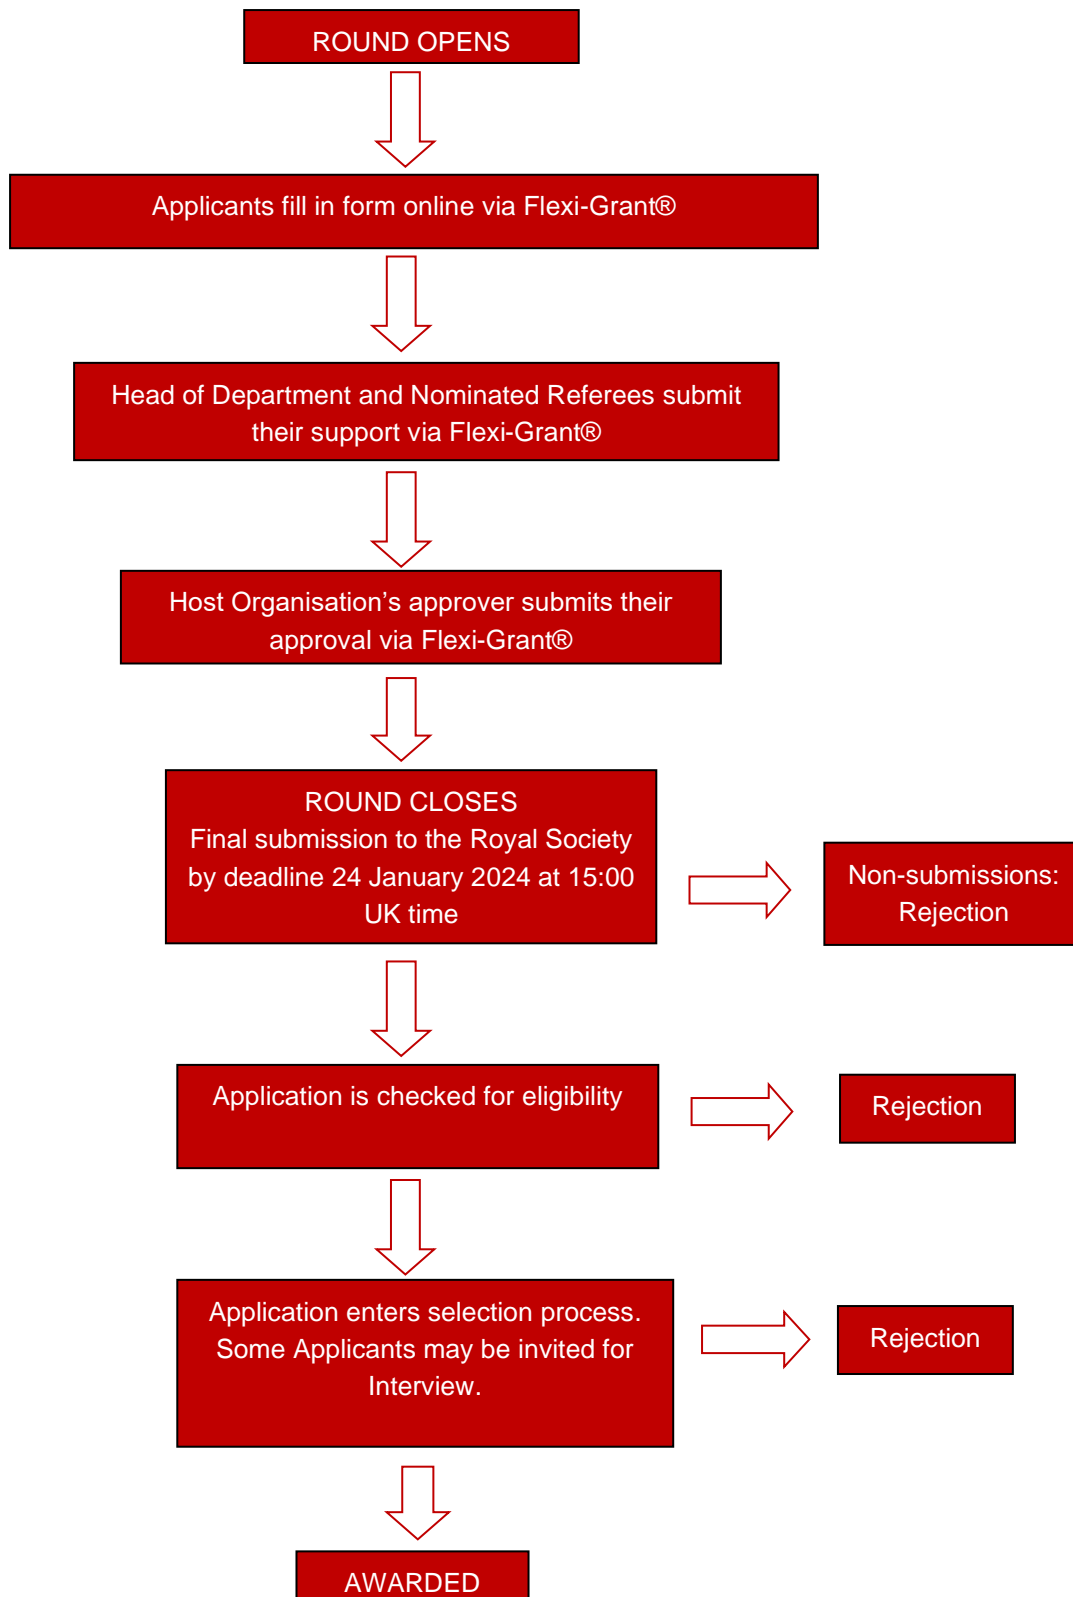 ROUND OPENS
Applicants fill in form online via Flexi-Grant®
Head of Department and Nominated Referees submit
their support via Flexi-Grant®
Host Organisation’s approver submits their
approval via Flexi-Grant®
ROUND CLOSES
Final submission to the Royal Society
by deadline 24 January 2024 at 15:00
UK time
Non-submissions:
Rejection
Application is checked for eligibility
Rejection
Application enters selection process.
Some Applicants may be invited for
Interview.
Rejection
AWARDED